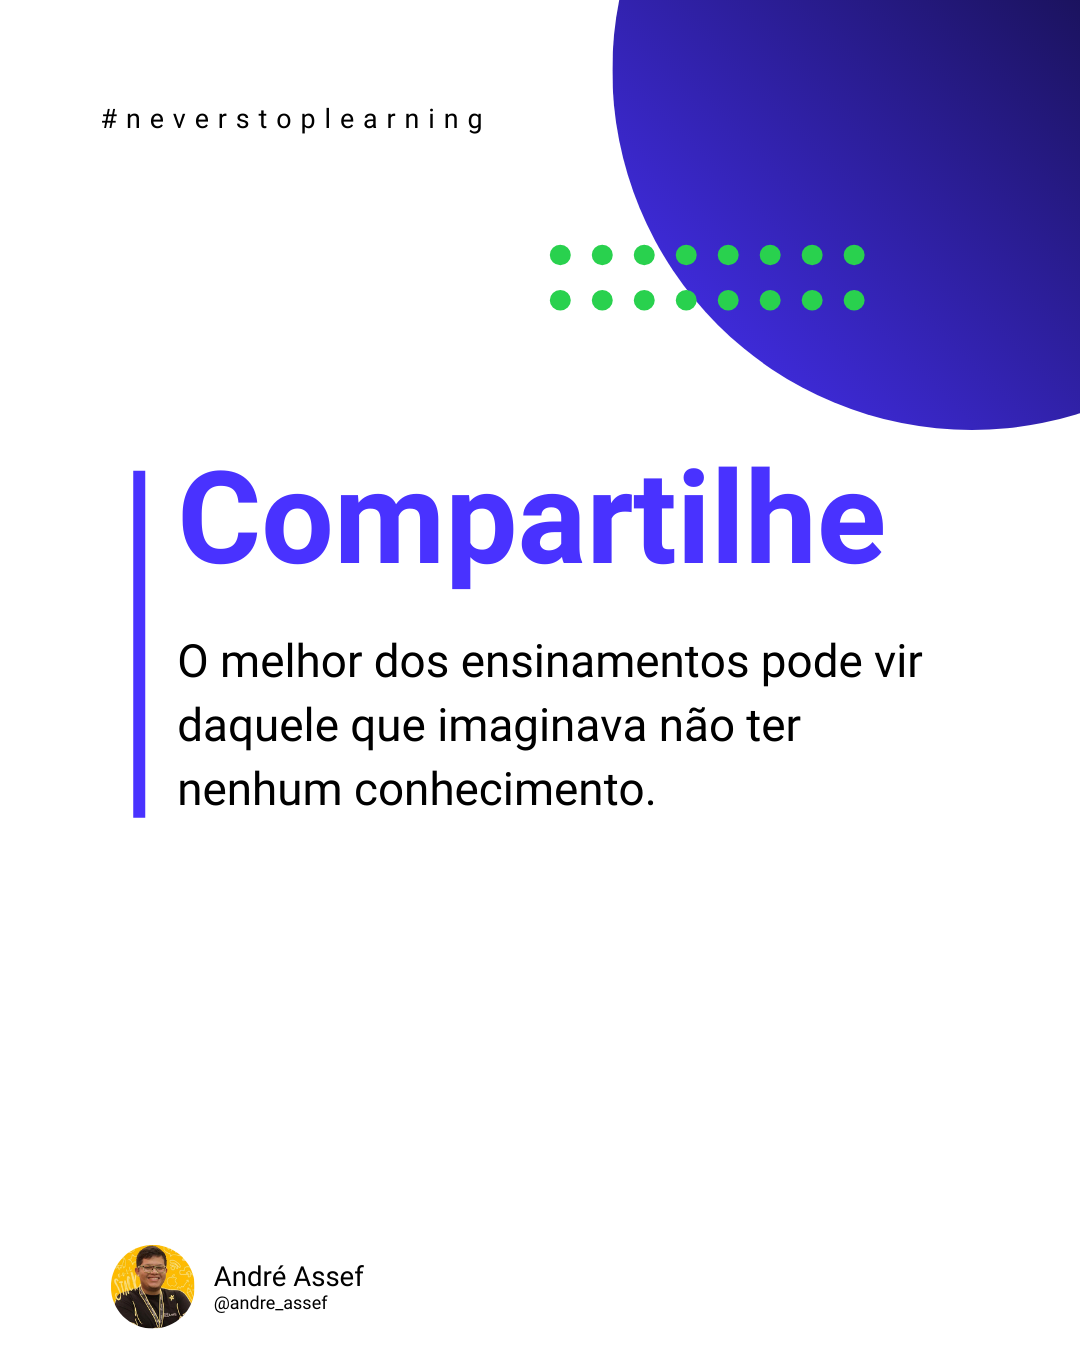 #neverstoplearning
Compartilhe
O melhor dos ensinamentos pode vir
daquele que imaginava não ter
nenhum conhecimento.
André Assef
@andre_assef